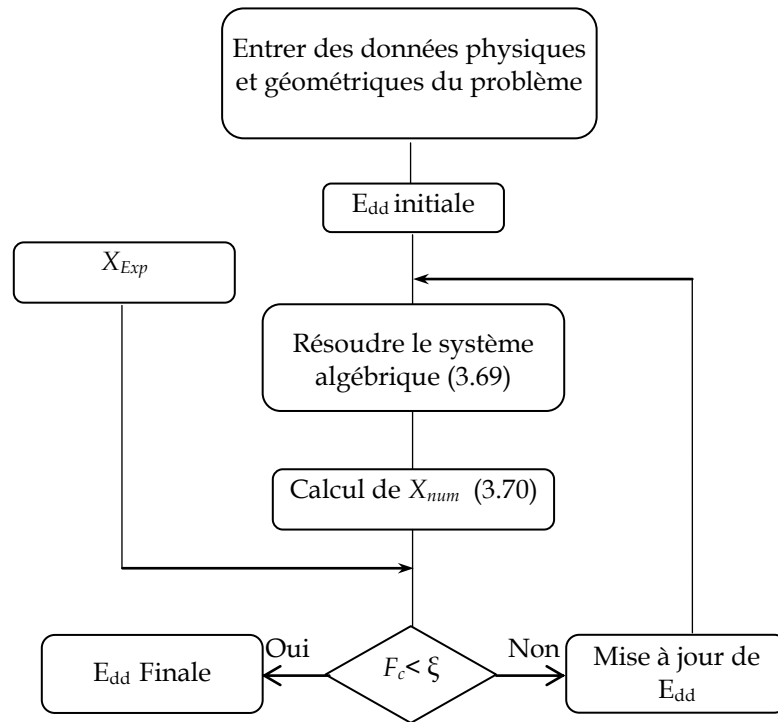 Entrer des données physiques
et géométriques du problème
E_dd initiale
X_Exp
Résoudre le système
algébrique (3.69)
Calcul de X_num (3.70)
Oui
Non
E_dd Finale
F_c< ξ
Mise à jour de
E_dd